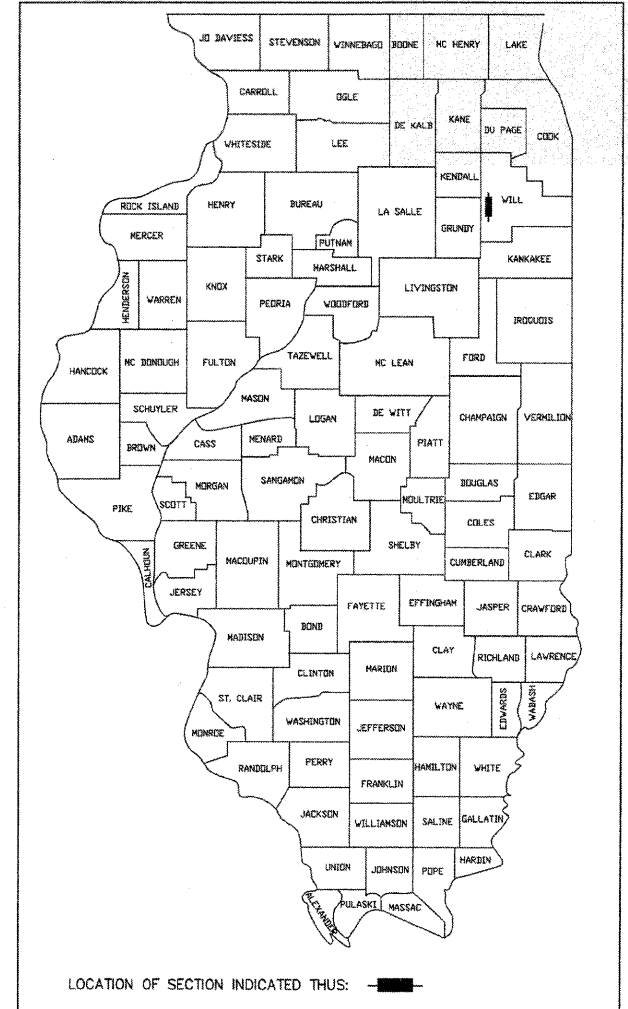 JO DAVIESS
STEVENSON
WINNEBAGO
BOONE
MC HENRY
LAKE
CARROLL
OGLE
DE KALB
KANE
DU PAGE
COOK
WHITESIDE
LEE
KENDALL
WILL
ROCK ISLAND
HENRY
BUREAU
LA SALLE
GRUNDY
MERCER
PUTNAM
KANKAKEE
STARK
MARSHALL
HENDERSON
WARREN
KNOX
PEORIA
WOODFORD
LIVINGSTON
IROQUOIS
HANCOCK
MC DONOUGH
FULTON
TAZEWELL
MC LEAN
FORD
MASON
SCHUYLER
LOGAN
DE WITT
CHAMPAIGN
VERMILION
ADAMS
BROWN
CASS
MENARD
MACON
PIATT
PIKE
SCOTT
MORGAN
SANGAMON
MOULTRIE
DOUGLAS
EDGAR
CHRISTIAN
COLES
CALHOUN
GREENE
MACOUPIN
MONTGOMERY
SHELBY
CUMBERLAND
CLARK
JERSEY
FAYETTE
EFFINGHAM
JASPER
CRAWFORD
MADISON
BOND
CLAY
RICHLAND
LAWRENCE
CLINTON
MARION
ST. CLAIR
WAYNE
EDWARDS
WABASH
MONROE
WASHINGTON
JEFFERSON
RANDOLPH
PERRY
HAMILTON
WHITE
FRANKLIN
JACKSON
WILLIAMSON
SALINE
GALLATIN
UNION
JOHNSON
POPE
HARDIN
ALEXANDER
PULASKI
MASSAC
LOCATION OF SECTION INDICATED THUS: